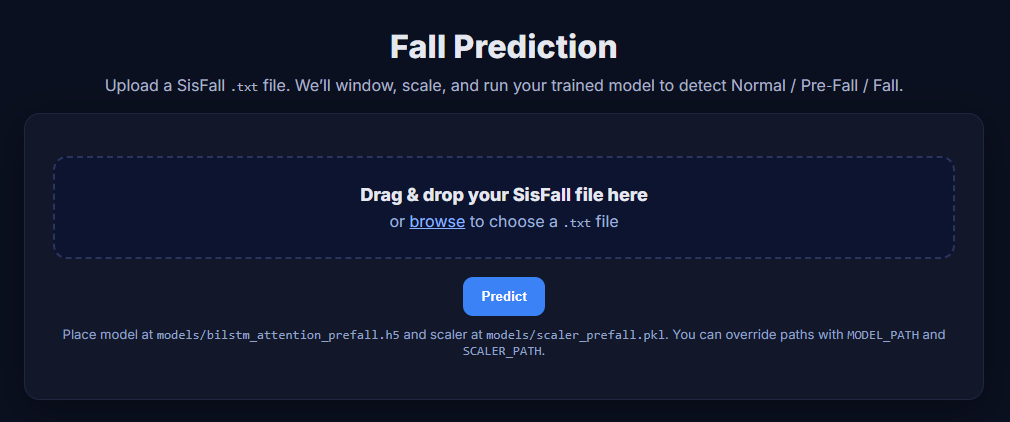 Fall Prediction
Upload a SisFall .txt file. We’ll window, scale, and run your trained model to detect Normal / Pre-Fall / Fall.
Drag & drop your SisFall file here
or browse to choose a .txt file
Predict
Place model at models/bilstm_attention_prefall.h5 and scaler at models/scaler_prefall.pkl. You can override paths with MODEL_PATH and
SCALER_PATH.